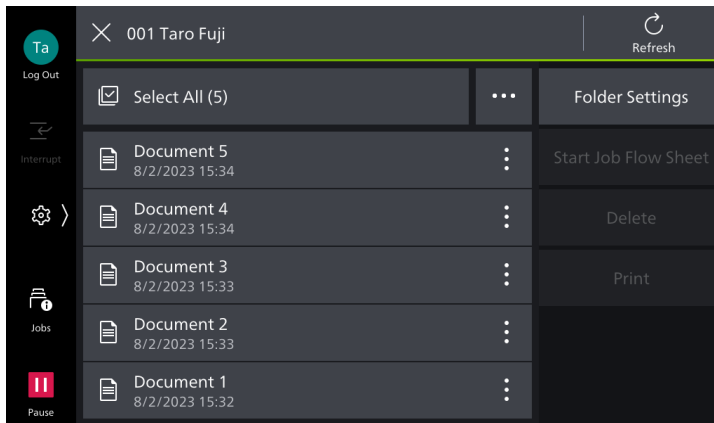 Ta
Log Out
Interrupt
Jobs
Pause
001 Taro Fuji
Refresh
Select All (5)
Document 5
8/2/2023 15:34
Document 4
8/2/2023 15:34
Document 3
8/2/2023 15:33
Document 2
8/2/2023 15:33
Document 1
8/2/2023 15:32
Folder Settings
Start Job Flow Sheet
Delete
Print